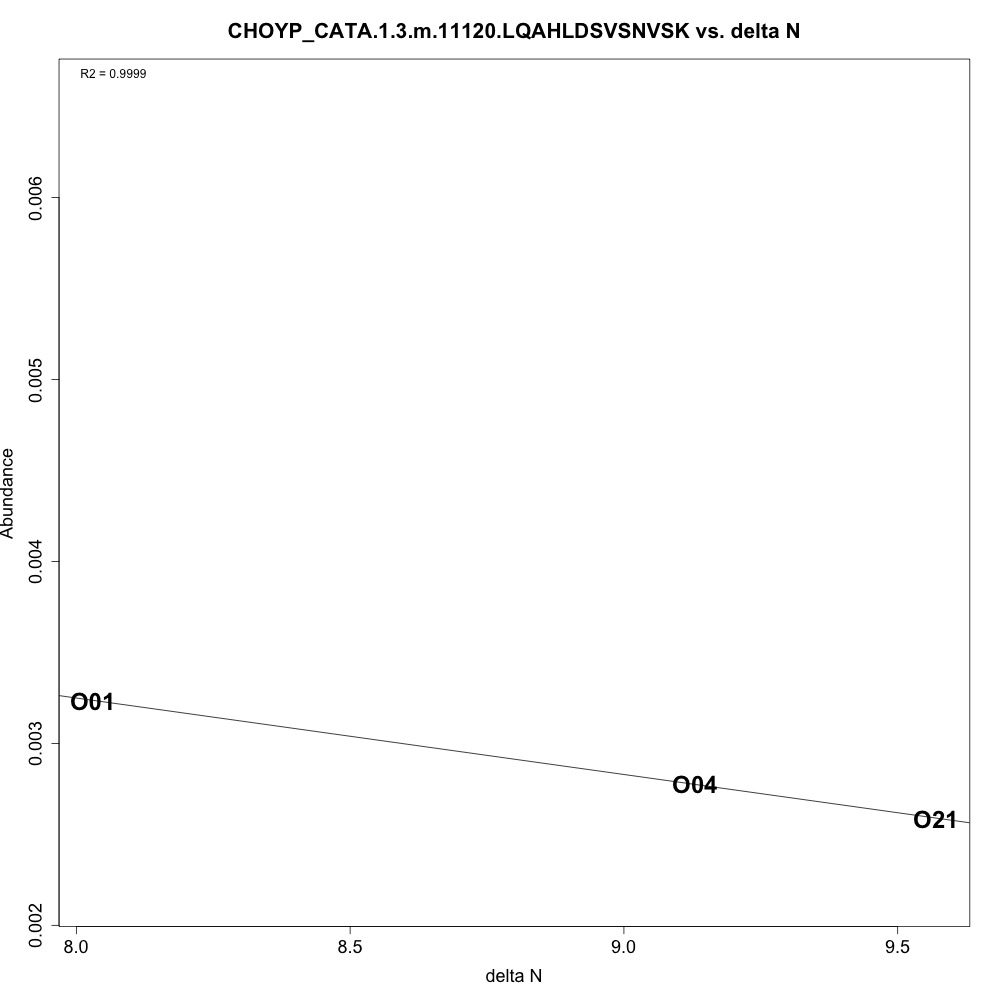 CHOYP_CATA.1.3.m.11120.LQAHLDSVSNVSK vs. delta N
R2 = 0.9999
0.006
0.005
0.004
0.003
0.002
Abundance
O01
O04
O21
8.0
8.5
9.0
9.5
delta N